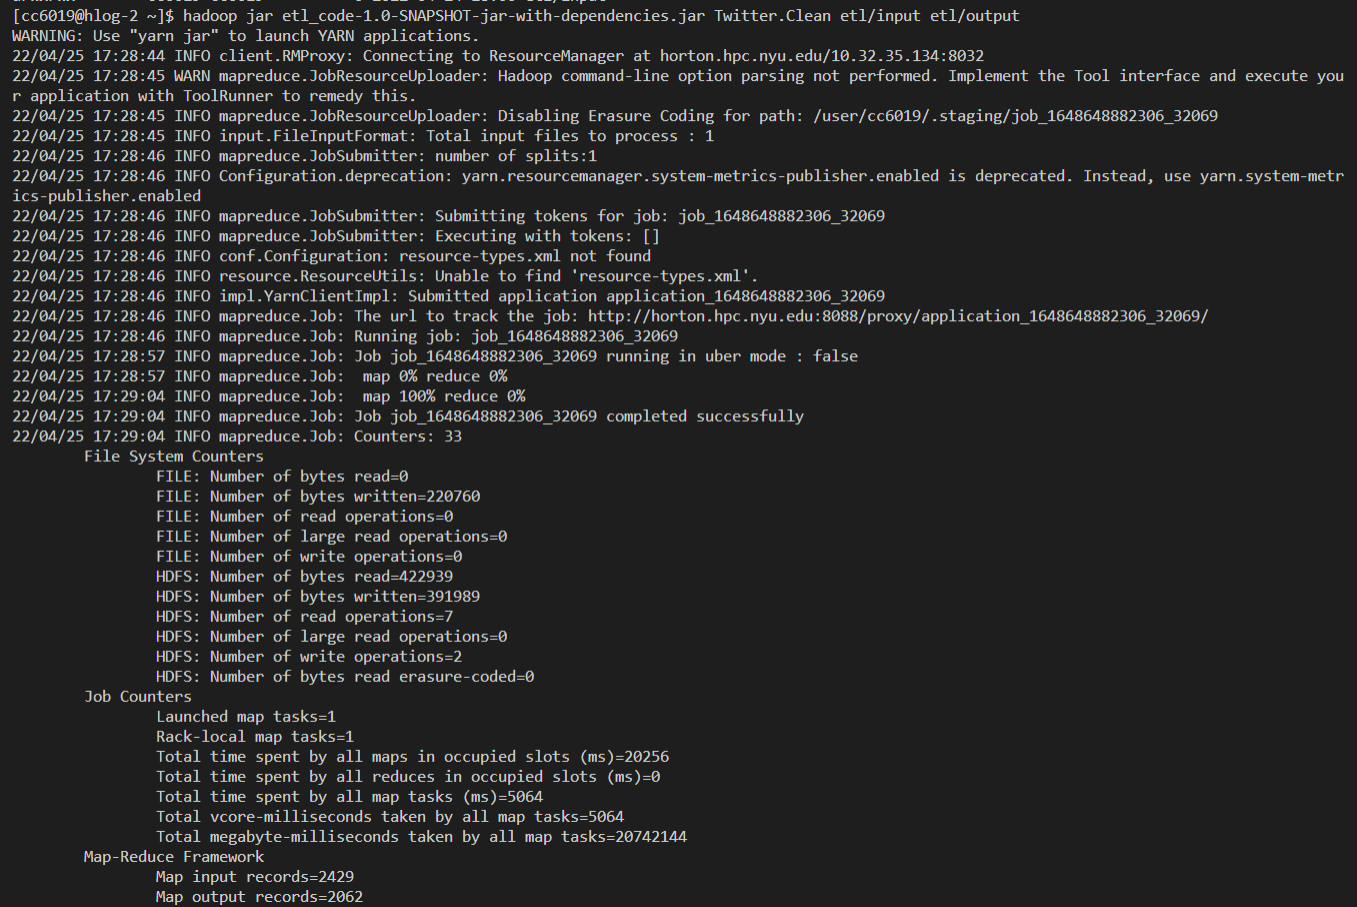 [cc6019@hlog-2 ~]$ hadoop jar etl_code-1.0-SNAPSHOT-jar-with-dependencies.jar Twitter.Clean etl/input etl/output
WARNING: Use "yarn jar" to launch YARN applications.
22/04/25 17:28:44 INFO client.RMProxy: Connecting to ResourceManager at horton.hpc.nyu.edu/10.32.35.134:8032
22/04/25 17:28:45 WARN mapreduce.JobResourceUploader: Hadoop command-line option parsing not performed. Implement the Tool interface and execute you
r application with ToolRunner to remedy this.
22/04/25 17:28:45 INFO mapreduce.JobResourceUploader: Disabling Erasure Coding for path: /user/cc6019/.staging/job_1648648882306_32069
22/04/25 17:28:45 INFO input.FileInputFormat: Total input files to process : 1
22/04/25 17:28:46 INFO mapreduce.JobSubmitter: number of splits:1
22/04/25 17:28:46 INFO Configuration.deprecation: yarn.resourcemanager.system-metrics-publisher.enabled is deprecated. Instead, use yarn.system-metr
ics-publisher.enabled
22/04/25 17:28:46 INFO mapreduce.JobSubmitter: Submitting tokens for job: job_1648648882306_32069
22/04/25 17:28:46 INFO mapreduce.JobSubmitter: Executing with tokens: []
22/04/25 17:28:46 INFO conf.Configuration: resource-types.xml not found
22/04/25 17:28:46 INFO resource.ResourceUtils: Unable to find 'resource-types.xml'.
22/04/25 17:28:46 INFO impl.YarnClientImpl: Submitted application application_1648648882306_32069
22/04/25 17:28:46 INFO mapreduce.Job: The url to track the job: http://horton.hpc.nyu.edu:8088/proxy/application_1648648882306_32069/
22/04/25 17:28:46 INFO mapreduce.Job: Running job: job_1648648882306_32069
22/04/25 17:28:57 INFO mapreduce.Job: Job job_1648648882306_32069 running in uber mode : false
22/04/25 17:28:57 INFO mapreduce.Job:  map 0% reduce 0%
22/04/25 17:29:04 INFO mapreduce.Job:  map 100% reduce 0%
22/04/25 17:29:04 INFO mapreduce.Job: Job job_1648648882306_32069 completed successfully
22/04/25 17:29:04 INFO mapreduce.Job: Counters: 33
File System Counters
FILE: Number of bytes read=0
FILE: Number of bytes written=220760
FILE: Number of read operations=0
FILE: Number of large read operations=0
FILE: Number of write operations=0
HDFS: Number of bytes read=422939
HDFS: Number of bytes written=391989
HDFS: Number of read operations=7
HDFS: Number of large read operations=0
HDFS: Number of write operations=2
HDFS: Number of bytes read erasure-coded=0
Job Counters
Launched map tasks=1
Rack-local map tasks=1
Total time spent by all maps in occupied slots (ms)=20256
Total time spent by all reduces in occupied slots (ms)=0
Total time spent by all map tasks (ms)=5064
Total vcore-milliseconds taken by all map tasks=5064
Total megabyte-milliseconds taken by all map tasks=20742144
Map-Reduce Framework
Map input records=2429
Map output records=2062